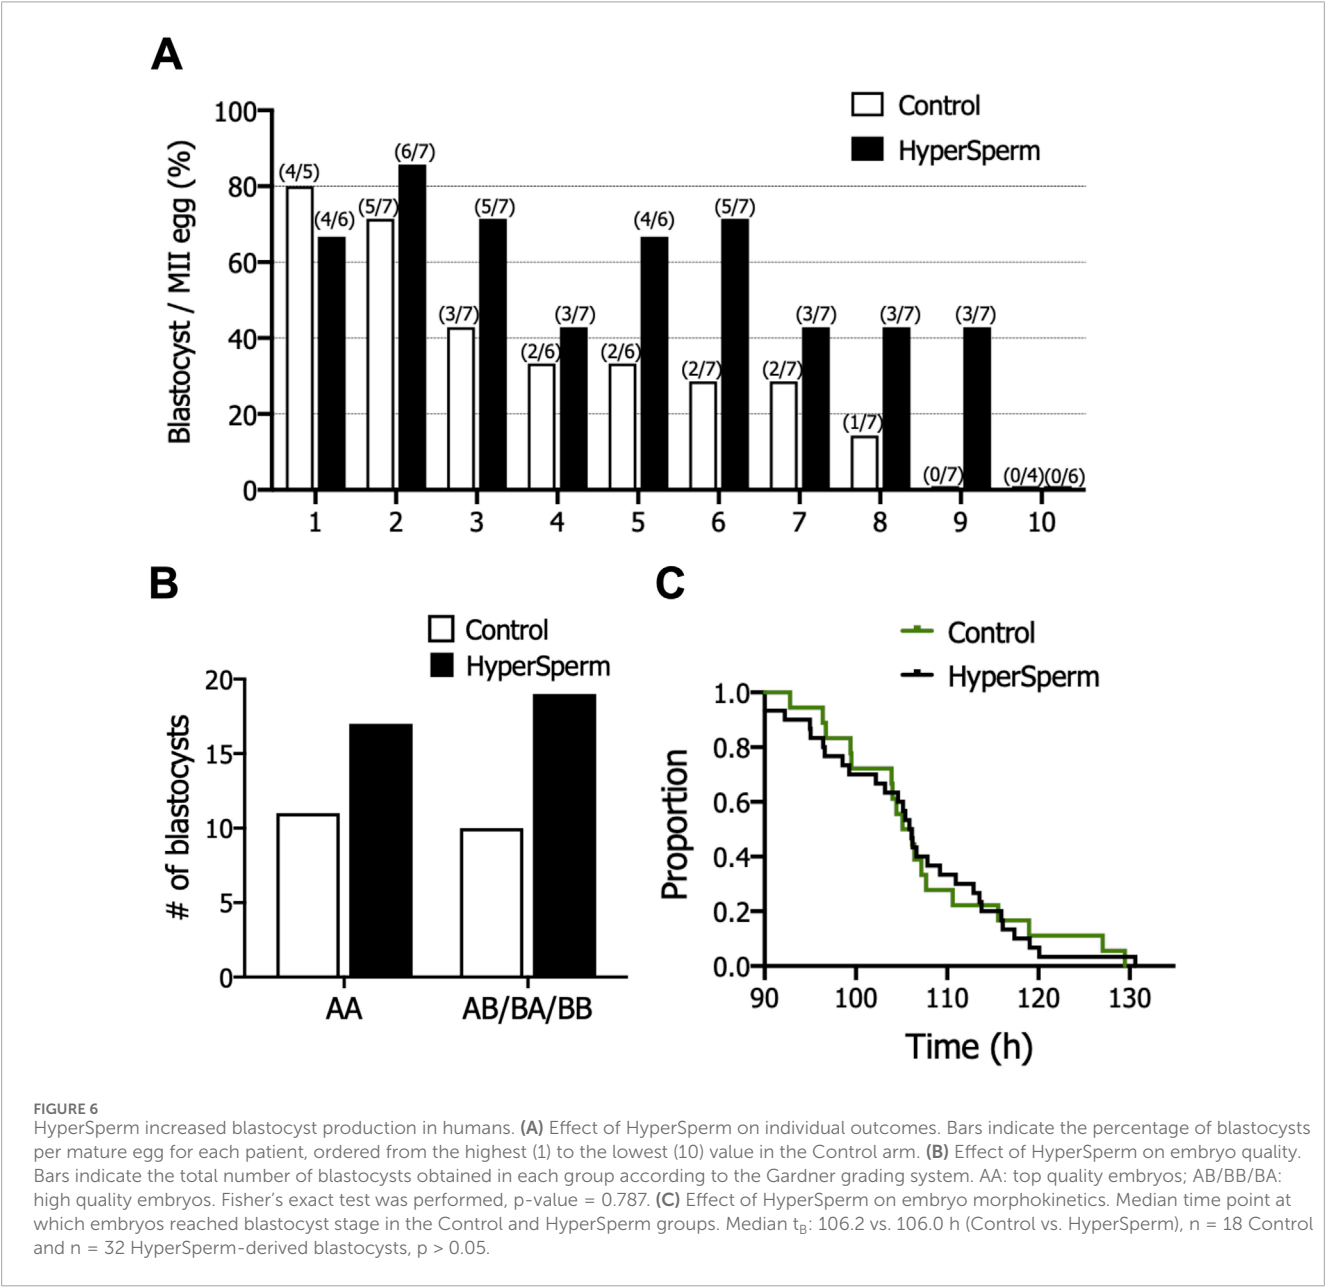 A
Control
HyperSperm
Blastocyst / MII egg (%)
100
80
60
40
20
0
(4/5)
(4/6)
(5/7)
(6/7)
(3/7)
(5/7)
(2/6)
(3/7)
(2/6)
(4/6)
(2/7)
(5/7)
(2/7)
(3/7)
(1/7)
(3/7)
(0/7)
(3/7)
(0/4)
(0/6)
1 2 3 4 5 6 7 8 9 10
B
Control
HyperSperm
# of blastocysts
20
15
10
5
0
AA AB/BA/BB
C
Control
HyperSperm
Proportion
1.0
0.8
0.6
0.4
0.2
0.0
90 100 110 120 130
Time (h)
FIGURE 6
HyperSperm increased blastocyst production in humans. (A) Effect of HyperSperm on individual outcomes. Bars indicate the percentage of blastocysts
per mature egg for each patient, ordered from the highest (1) to the lowest (10) value in the Control arm. (B) Effect of HyperSperm on embryo quality.
Bars indicate the total number of blastocysts obtained in each group according to the Gardner grading system. AA: top quality embryos; AB/BB/BA:
high quality embryos. Fisher's exact test was performed, p-value = 0.787. (C) Effect of HyperSperm on embryo morphokinetics. Median time point at
which embryos reached blastocyst stage in the Control and HyperSperm groups. Median tB: 106.2 vs. 106.0 h (Control vs. HyperSperm), n = 18 Control
and n = 32 HyperSperm-derived blastocysts, p > 0.05.